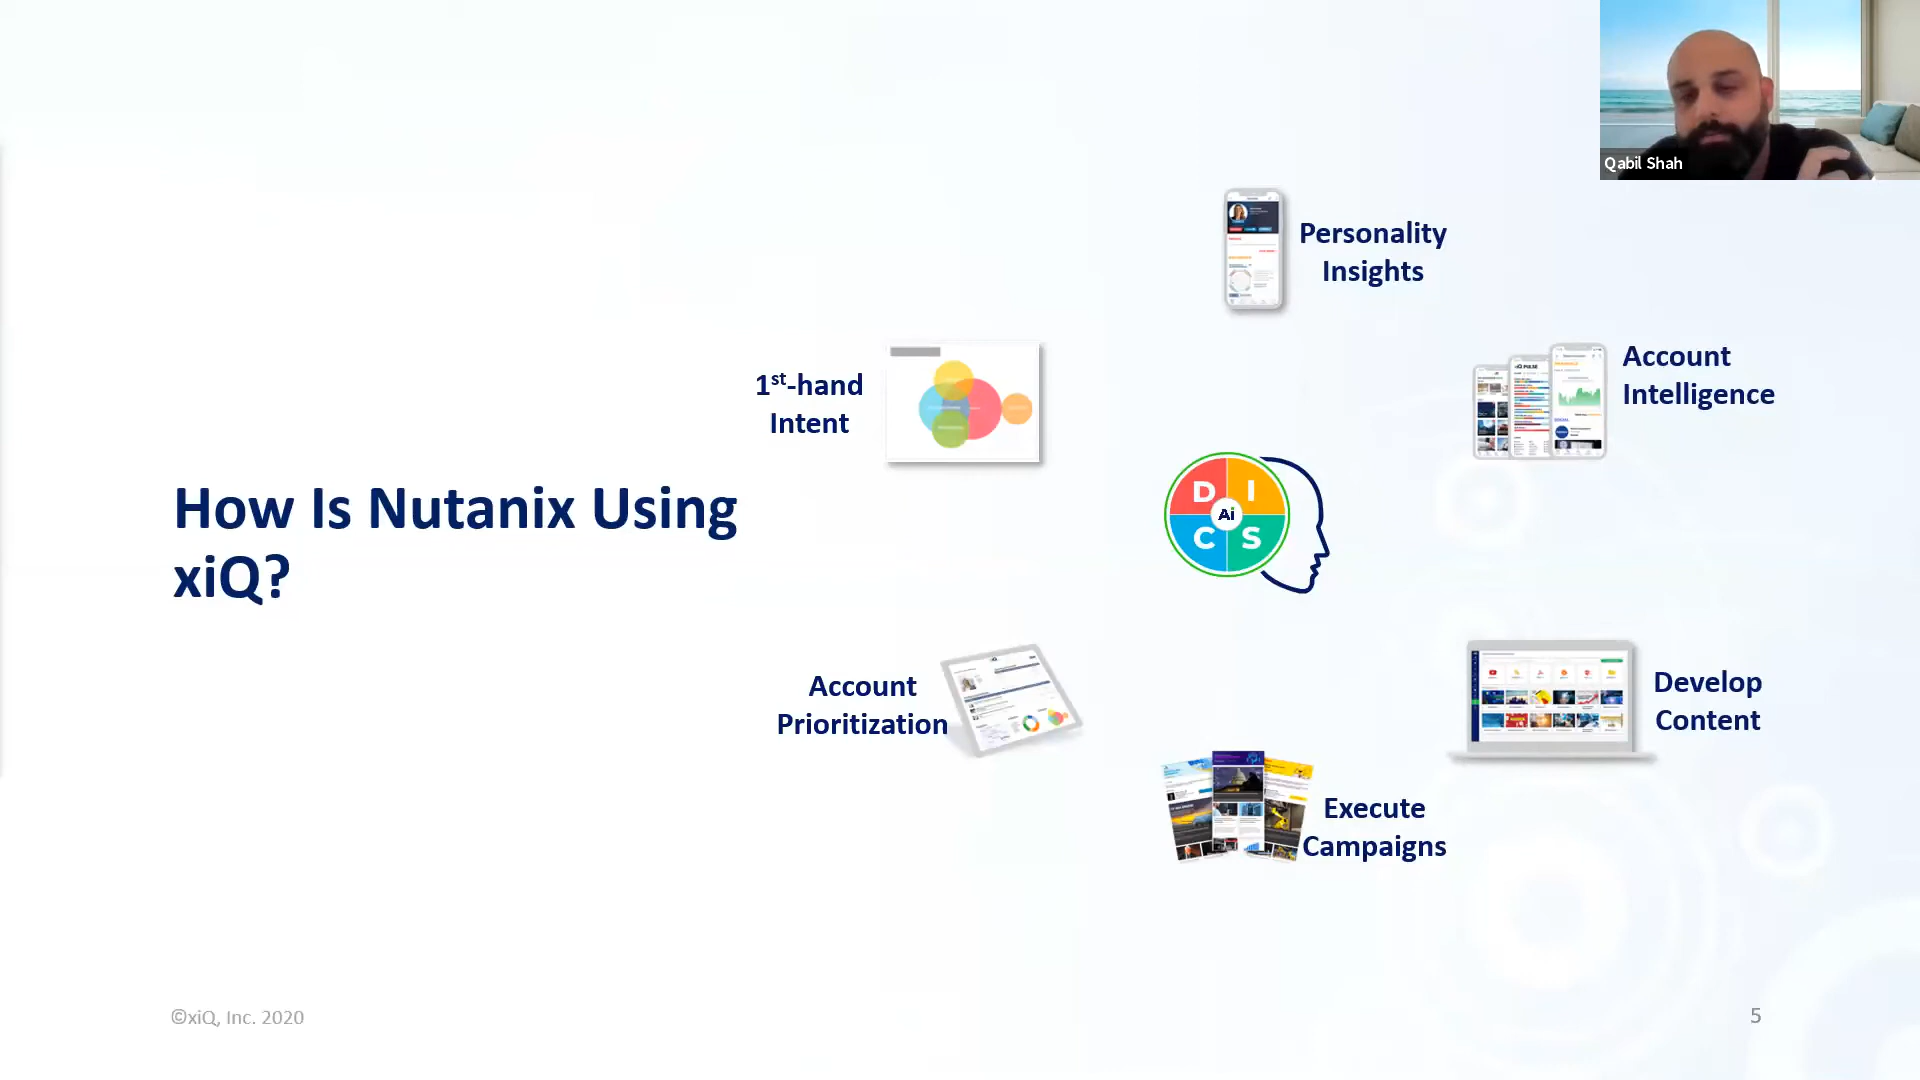 Qabil Shah
Personality
Insights
Account
Intelligence
1st-hand
Intent
D I
Ai
C S
How Is Nutanix Using
xiQ?
Account
Prioritization
Develop
Content
Execute
Campaigns
©xiQ, Inc. 2020
5